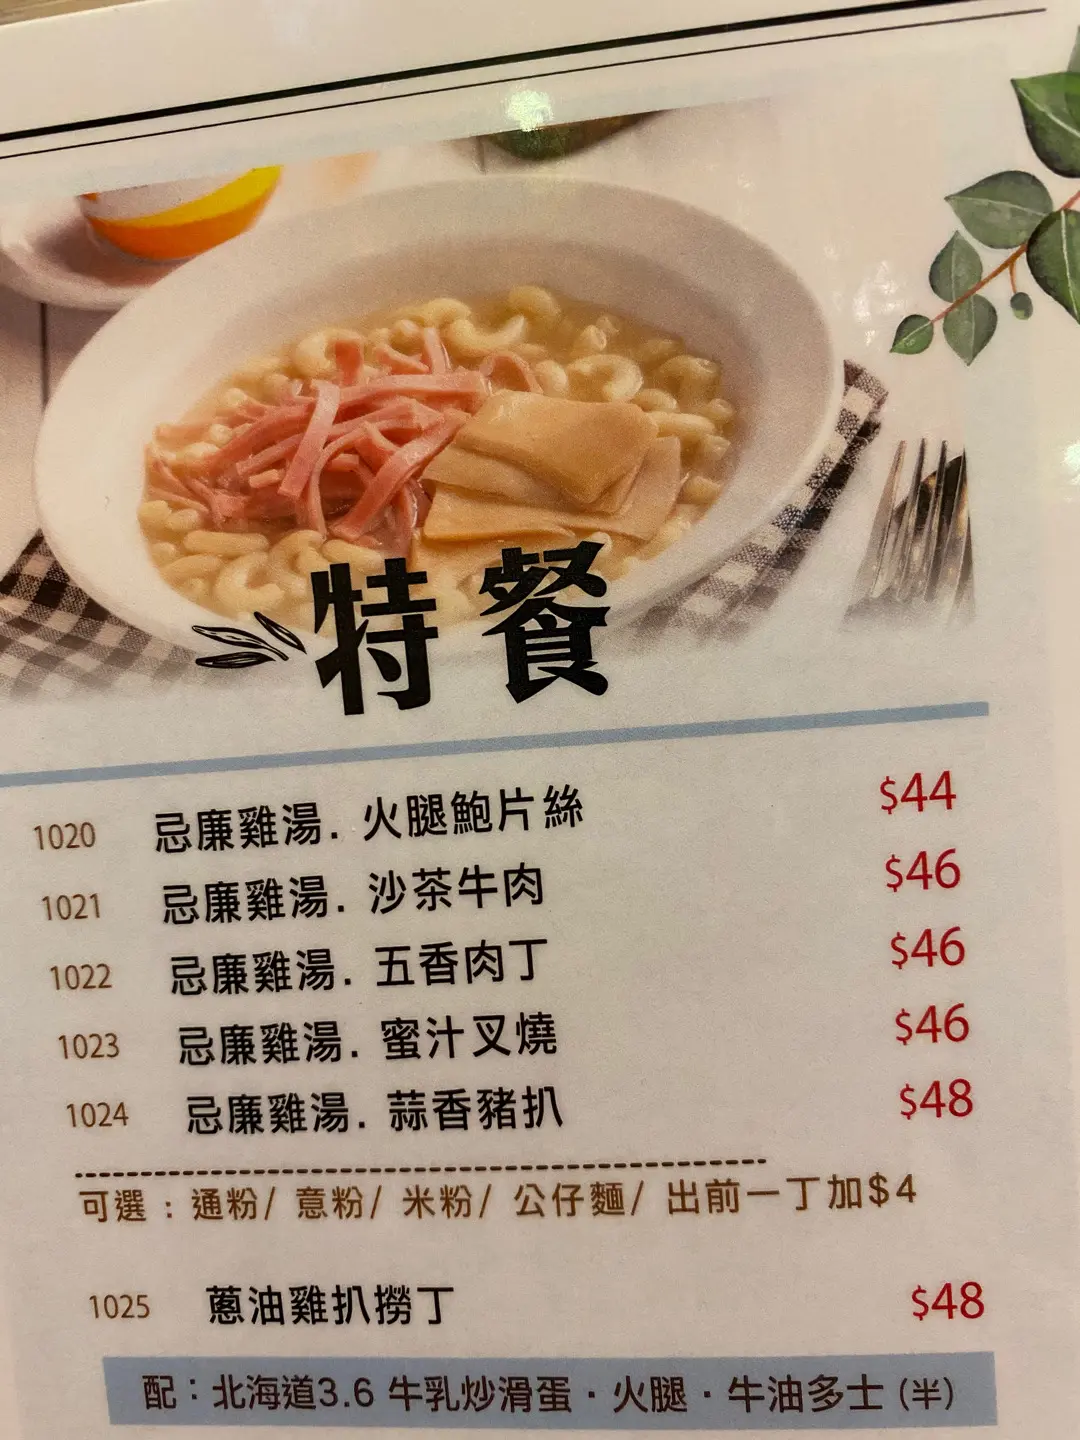 特餐
1020 忌廉雞湯. 火腿鮑片絲 $44
1021 忌廉雞湯. 沙茶牛肉 $46
1022 忌廉雞湯. 五香肉丁 $46
1023 忌廉雞湯. 蜜汁叉燒 $46
1024 忌廉雞湯. 蒜香豬扒 $48
可選：通粉/ 意粉/ 米粉/ 公仔麵/ 出前一丁加$4
1025 蔥油雞扒撈丁 $48
配：北海道3.6 牛乳炒滑蛋·火腿·牛油多士 (半)